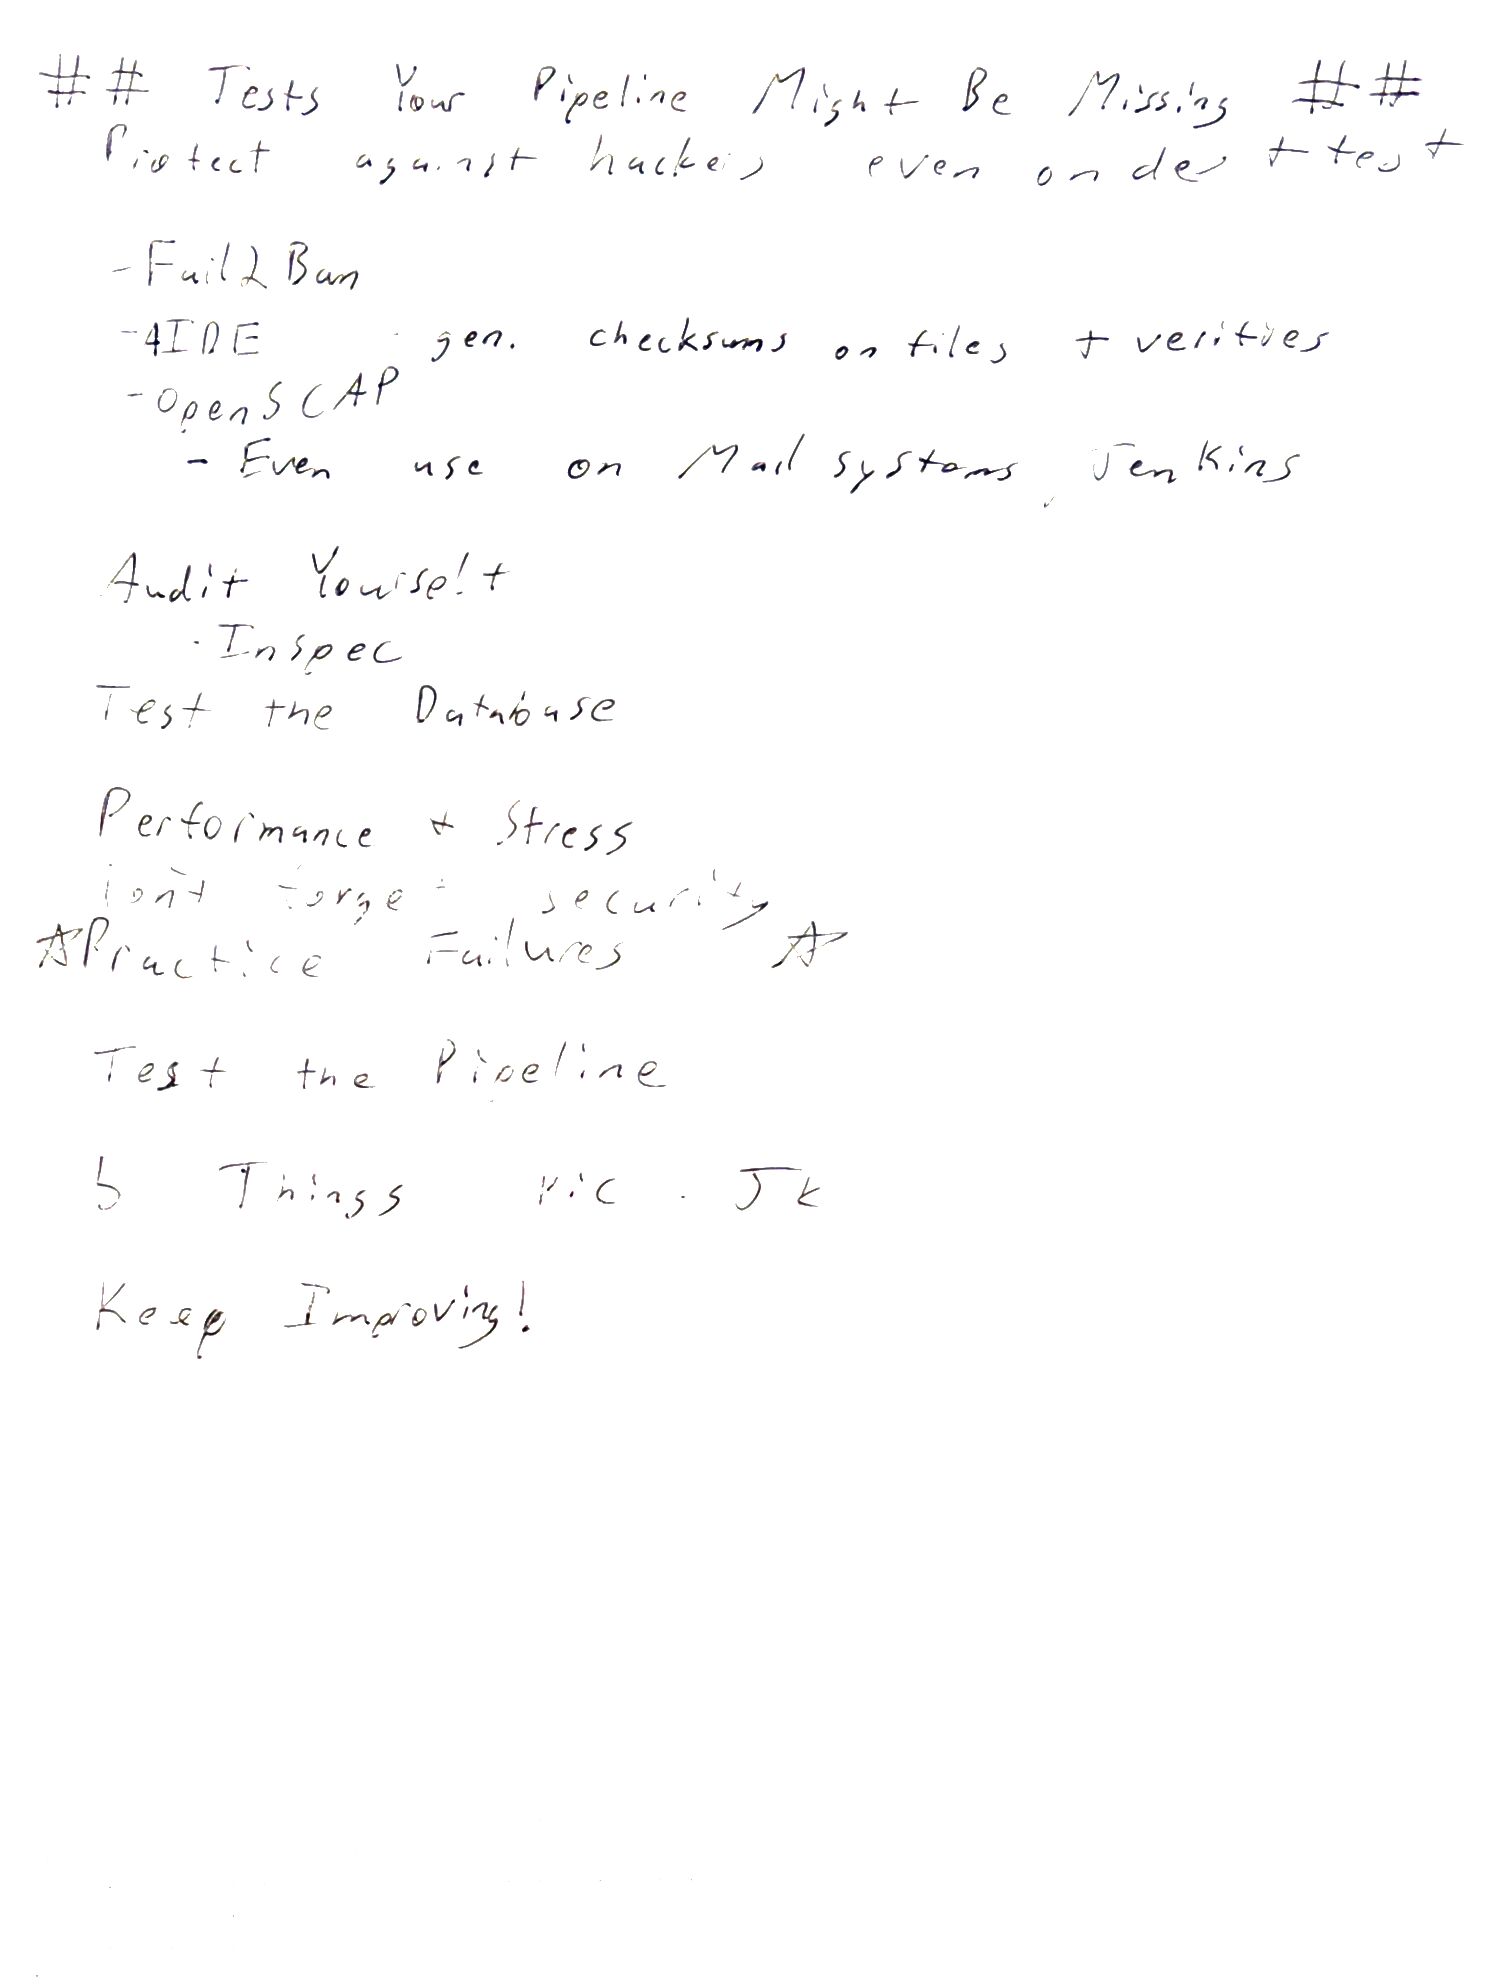 ## Tests Your Pipeline Might Be Missing ##
Protect against hackers even on dev + test
- Fail2Ban
- AIDE - gen. checksums on files + verifies
- OpenSCAP
- Even use on Mail systems, Jenkins
Audit Yourself
- Inspec
Test the Database
Performance + Stress
Don't forget security
☆Practice Failures ☆
Test the Pipeline
5 Things pic. Jk
Keep Improving!